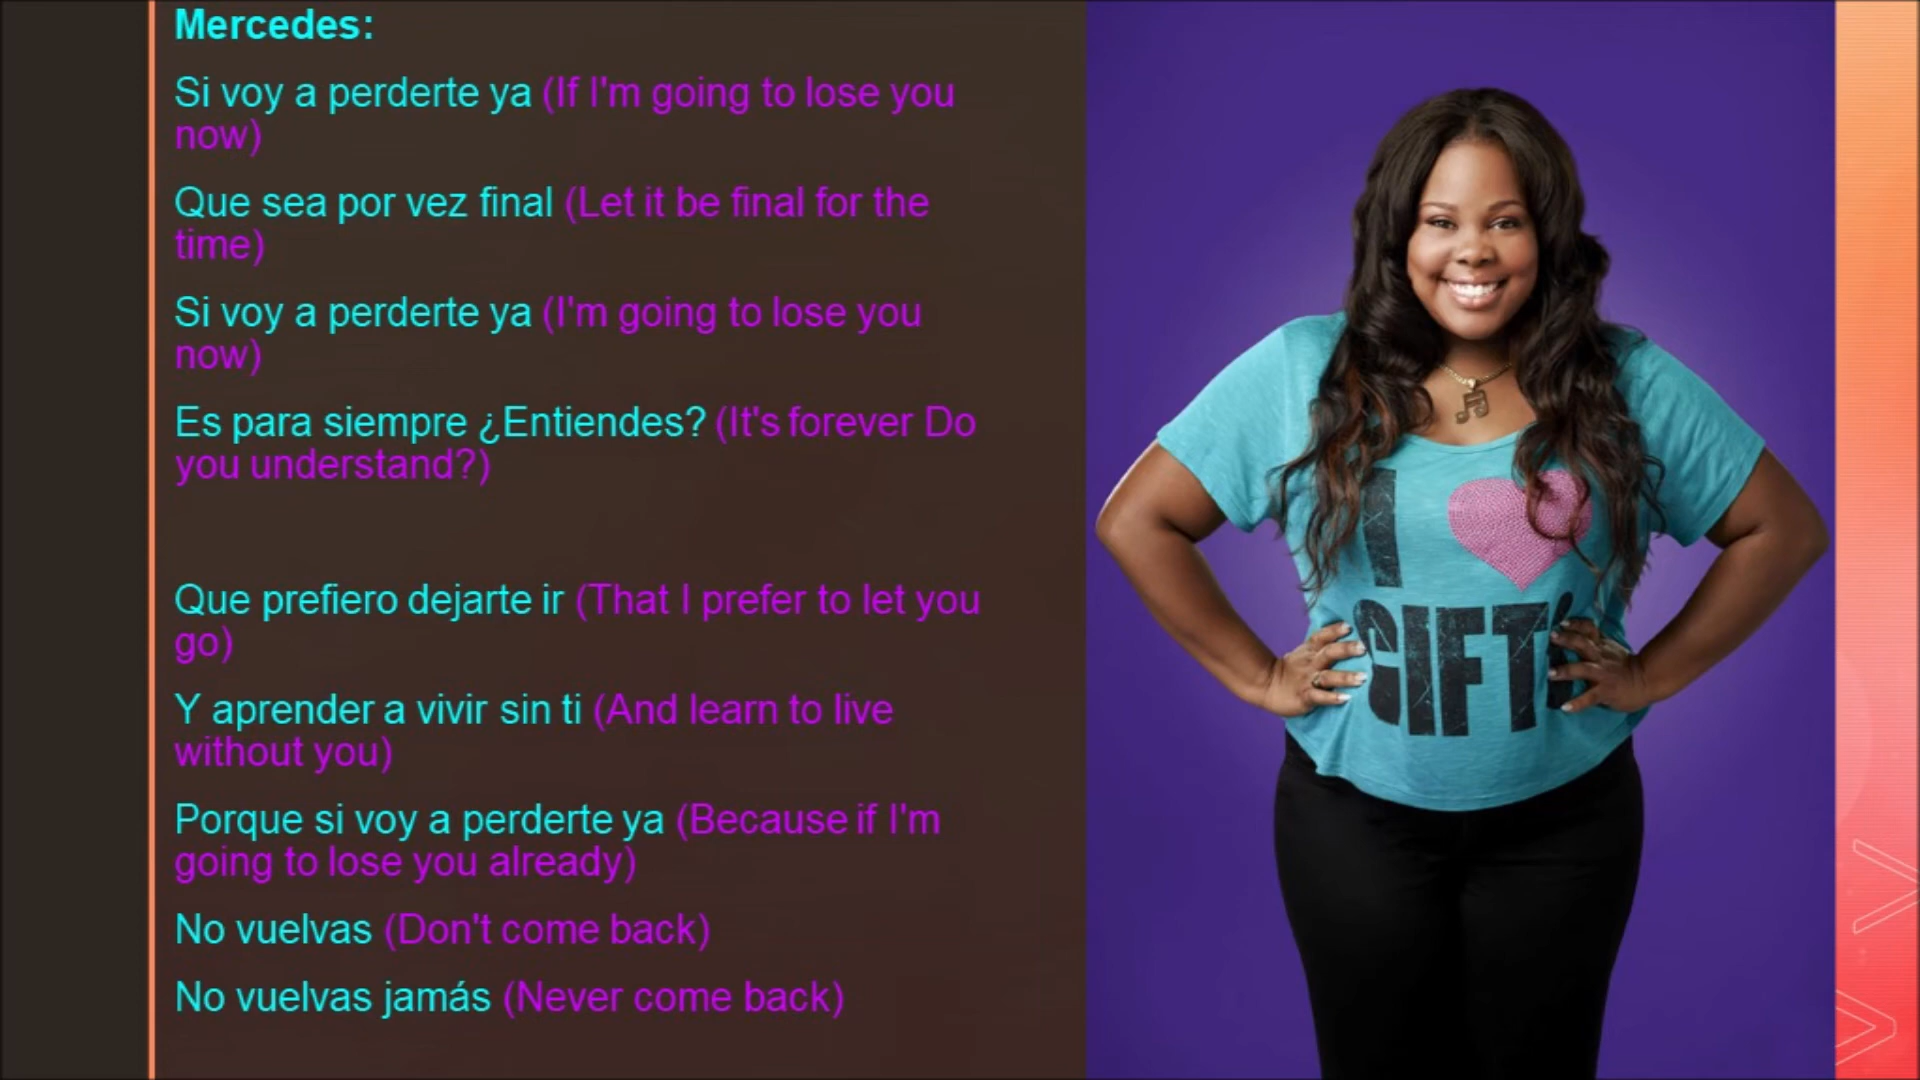 Mercedes:
Si voy a perderte ya (If I'm going to lose you
now)
Que sea por vez final (Let it be final for the
time)
Si voy a perderte ya (I'm going to lose you
now)
Es para siempre ¿Entiendes? (It's forever Do
you understand?)
Que prefiero dejarte ir (That I prefer to let you
go)
Y aprender a vivir sin ti (And learn to live
without you)
Porque si voy a perderte ya (Because if I'm
going to lose you already)
No vuelvas (Don't come back)
No vuelvas jamás (Never come back)
I
GIFTS